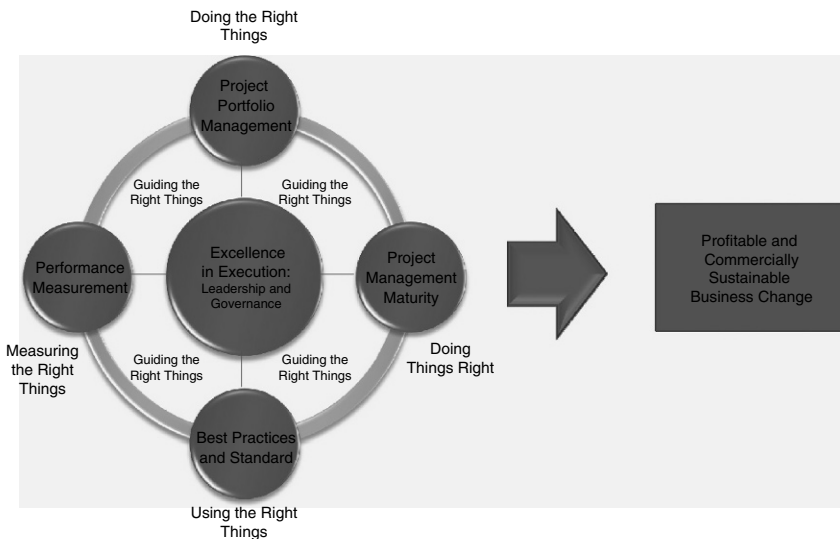 Doing the Right
Things
Project
Portfolio
Management
Guiding the
Right Things
Guiding the
Right Things
Performance
Measurement
Excellence
in Execution:
Leadership and
Governance
Project
Management
Maturity
Profitable and
Commercially
Sustainable
Business Change
Measuring
the Right
Things
Guiding the
Right Things
Guiding the
Right Things
Doing
Things Right
Best Practices
and Standard
Using the Right
Things